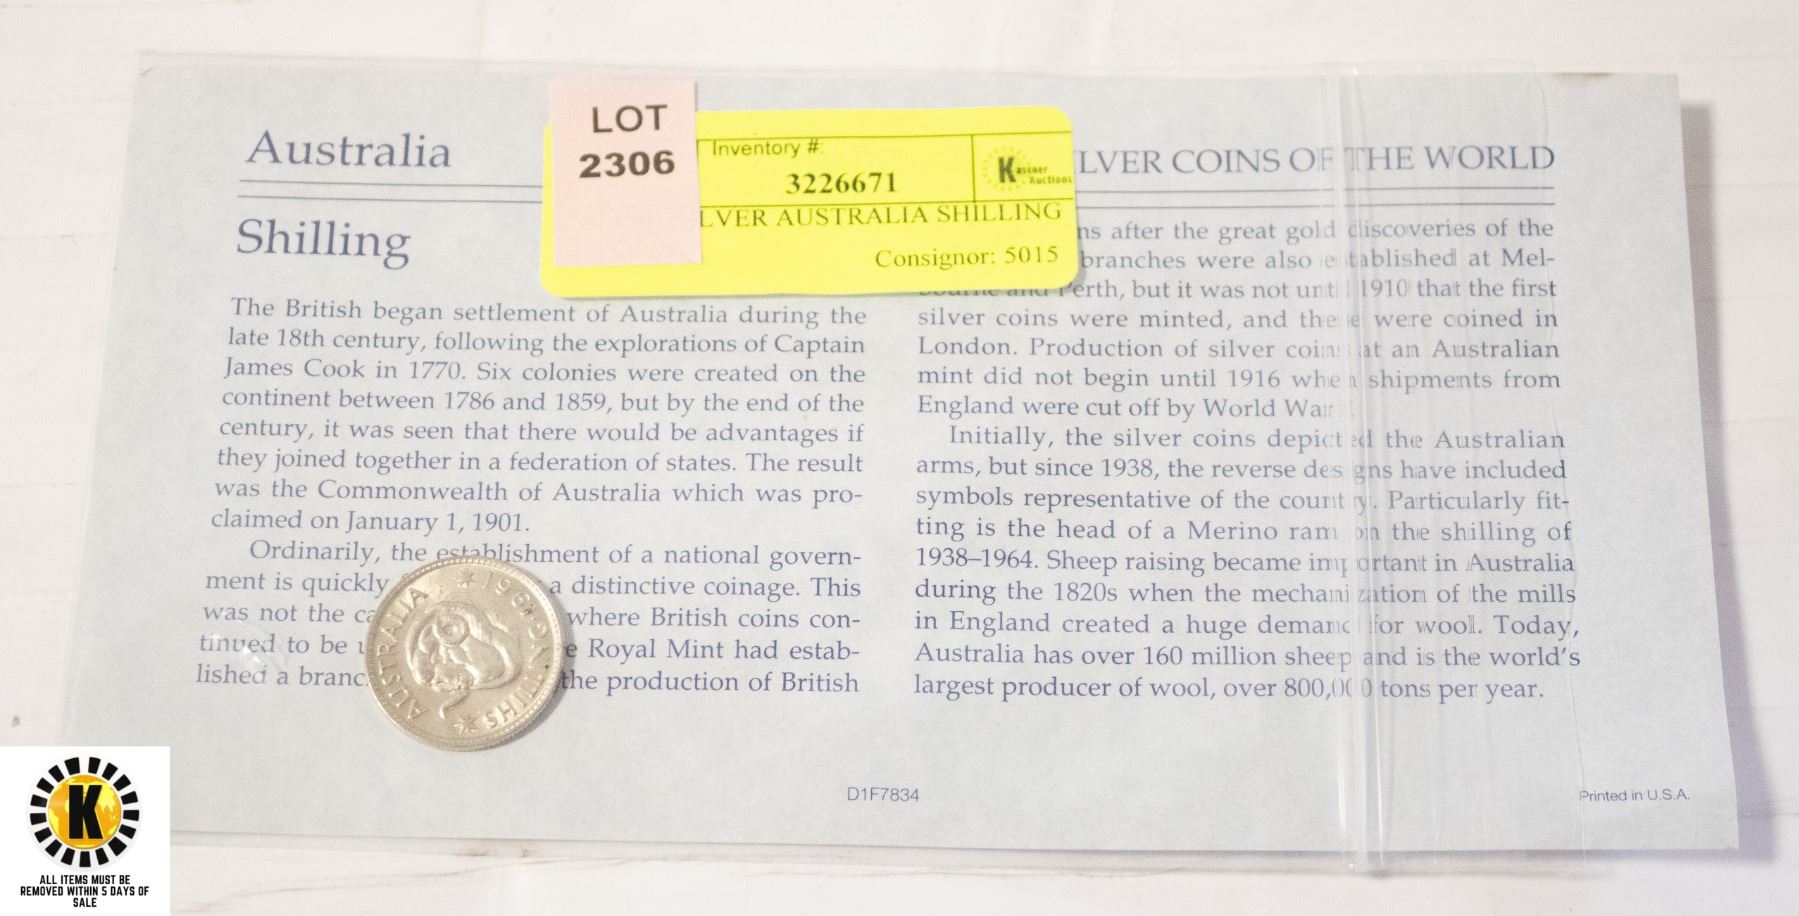 Australia
Shilling
The British began settlement of Australia during the
late 18th century, following the explorations of Captain
James Cook in 1770. Six colonies were created on the
continent between 1786 and 1859, but by the end of the
century, it was seen that there would be advantages if
they joined together in a federation of states. The result
was the Commonwealth of Australia which was pro-
claimed on January 1, 1901.
Ordinarily, the establishment of a national govern-
ment is quickly a distinctive coinage. This
was not the where British coins con-
tinued to be Royal Mint had estab-
lished a the production of British
AUSTRALIA ★ 1961 SHILLING ★
LOT
2306
Inventory #:
3226671
Kastner
Auctions
LVER AUSTRALIA SHILLING
Consignor: 5015
LVER COINS OF THE WORLD
after the great gold discoveries of the
branches were also established at Mel-
bourne and Perth, but it was not until 1910 that the first
silver coins were minted, and these were coined in
London. Production of silver coins at an Australian
mint did not begin until 1916 when shipments from
England were cut off by World War
Initially, the silver coins depicted the Australian
arms, but since 1938, the reverse designs have included
symbols representative of the country. Particularly fit-
ting is the head of a Merino ram on the shilling of
1938–1964. Sheep raising became important in Australia
during the 1820s when the mechanization of the mills
in England created a huge demand for wool. Today,
Australia has over 160 million sheep and is the world's
largest producer of wool, over 800,000 tons per year.
D1F7834
Printed in U.S.A.
K
ALL ITEMS MUST BE
REMOVED WITHIN 5 DAYS OF
SALE